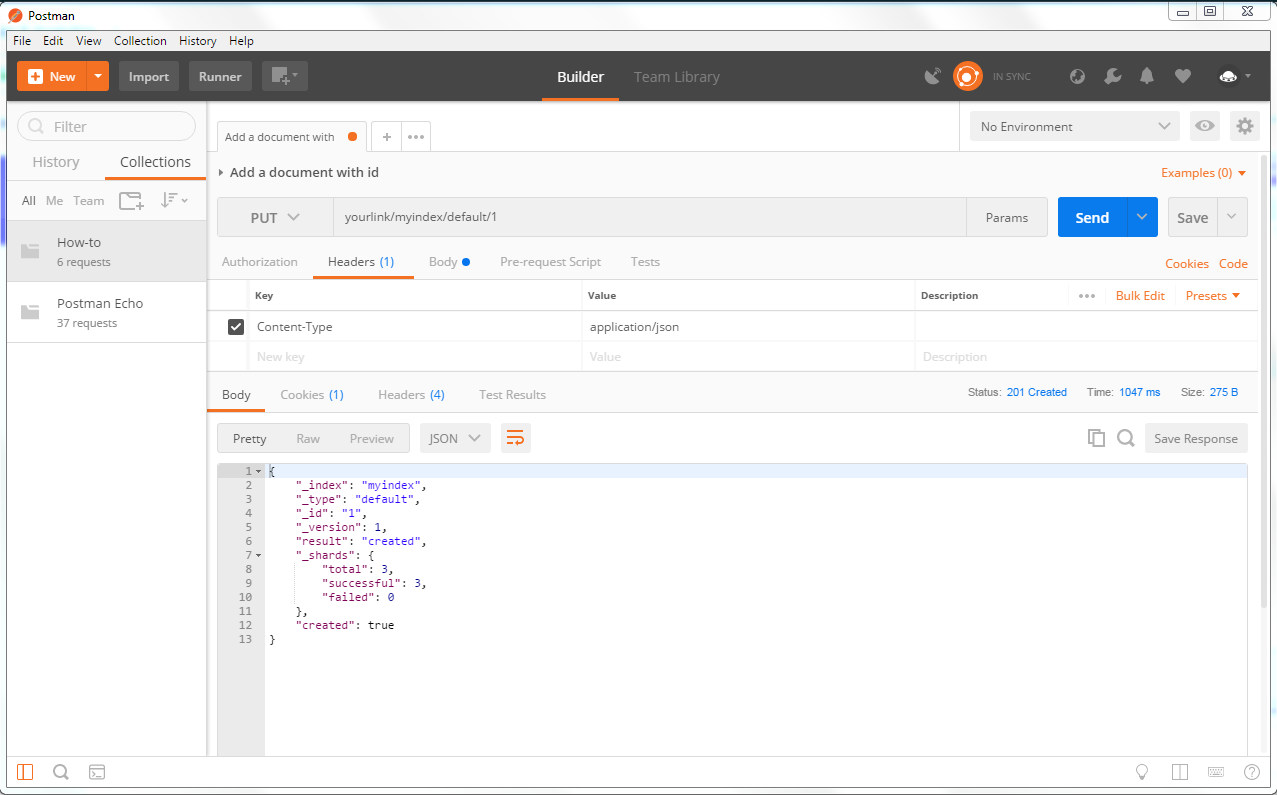 Postman
File Edit View Collection History Help
New Import Runner Builder Team Library IN SYNC
Filter
History Collections
All Me Team
How-to
6 requests
Postman Echo
37 requests
Add a document with + ••• No Environment
Add a document with id Examples (0)
PUT yourlink/myindex/default/1 Params Send Save
Authorization Headers (1) Body Pre-request Script Tests Cookies Code
Key Value Description ••• Bulk Edit Presets
Content-Type application/json
New key Value Description
Body Cookies (1) Headers (4) Test Results Status: 201 Created Time: 1047 ms Size: 275 B
Pretty Raw Preview JSON Save Response
1 {
2 "_index": "myindex",
3 "_type": "default",
4 "_id": "1",
5 "_version": 1,
6 "result": "created",
7 "_shards": {
8 "total": 3,
9 "successful": 3,
10 "failed": 0
11 },
12 "created": true
13 }